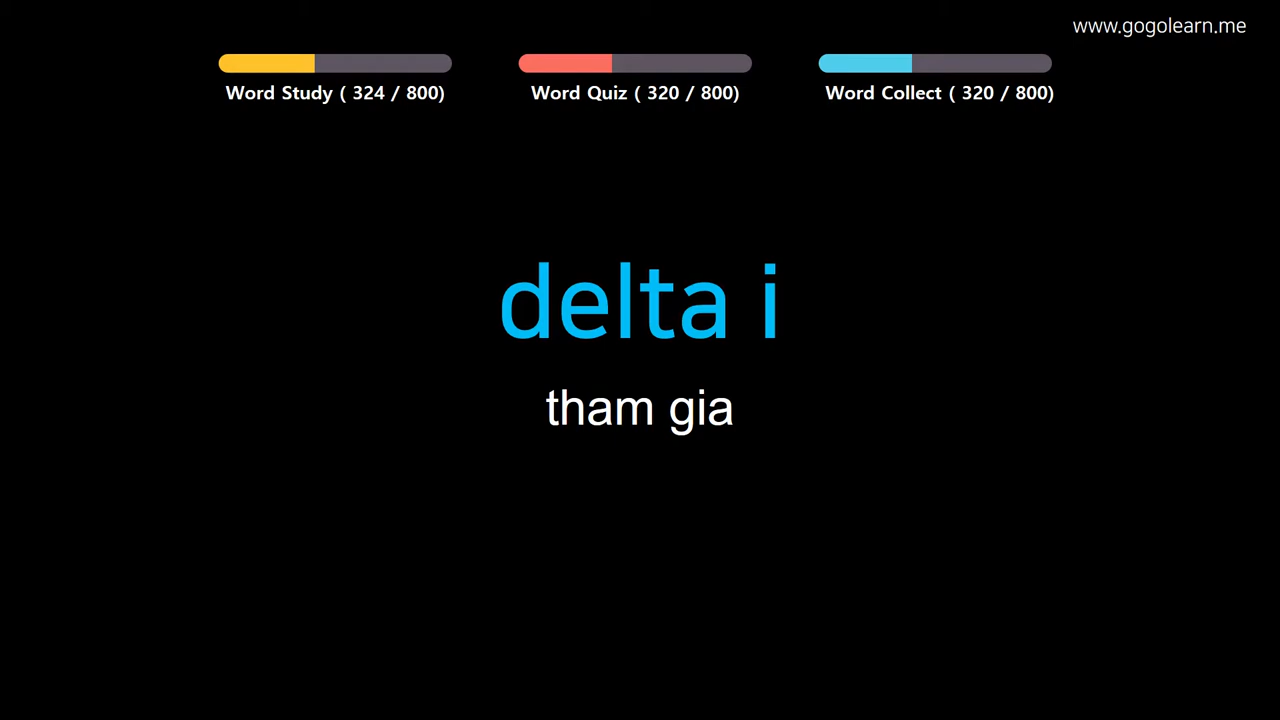 www.gogolearn.me
Word Study ( 324 / 800)
Word Quiz ( 320 / 800)
Word Collect ( 320 / 800)
delta i
tham gia